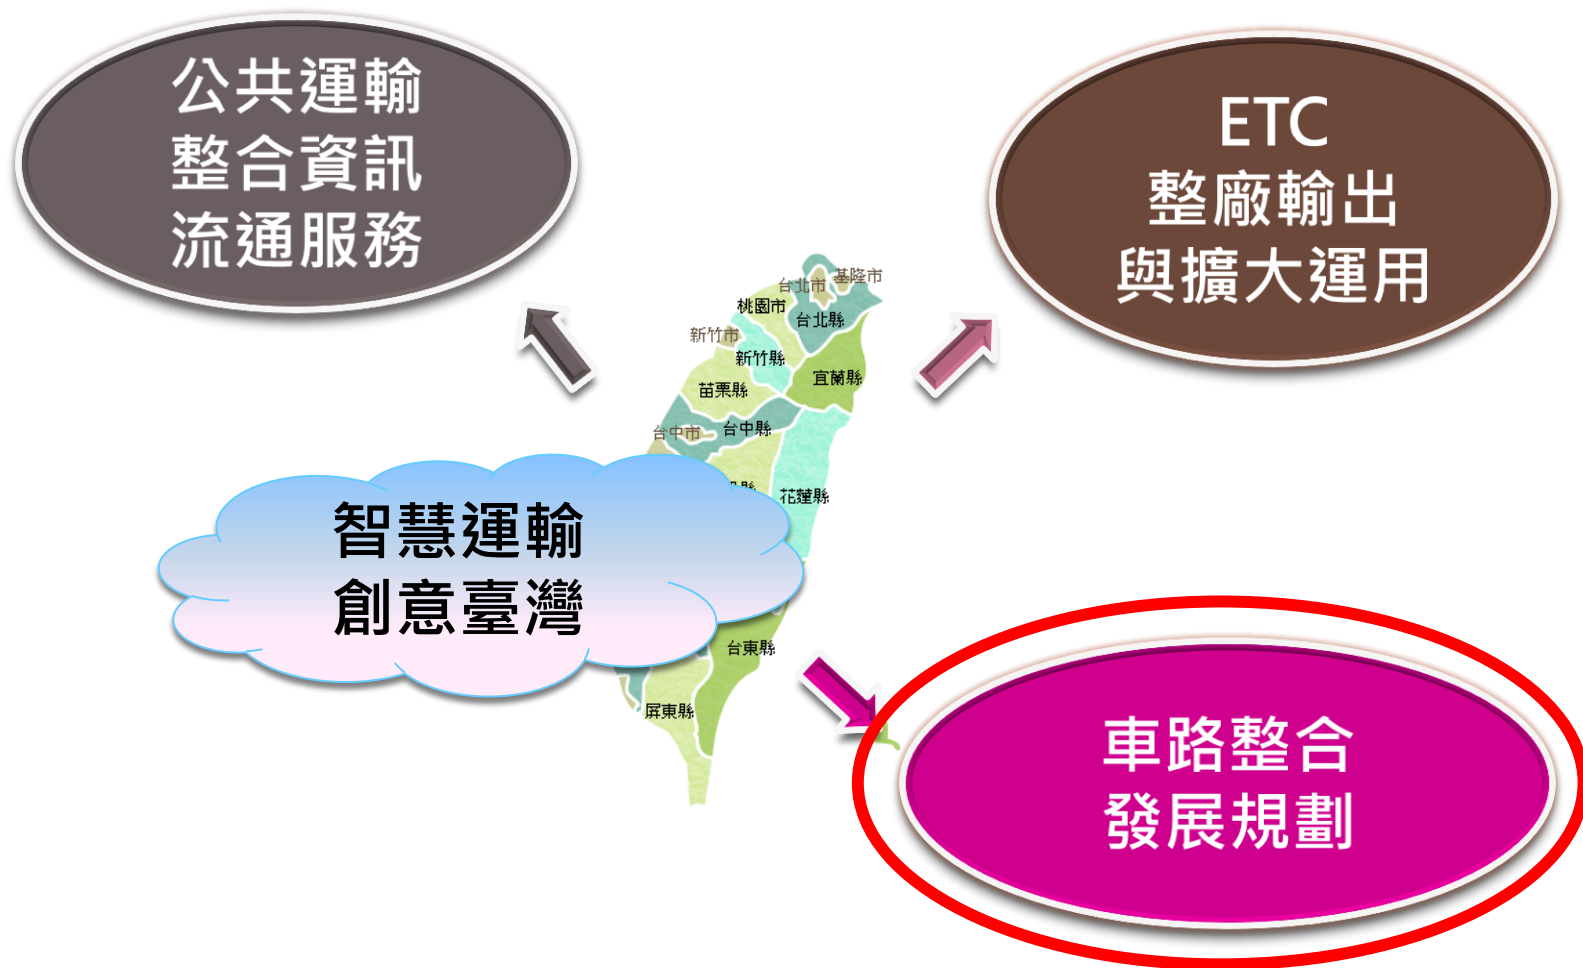 公共運輸
整合資訊
流通服務
ETC
整廠輸出
與擴大運用
基隆市
台北市
桃園市
台北縣
新竹市
新竹縣
宜蘭縣
苗栗縣
台中市
台中縣
花蓮縣
智慧運輸
創意臺灣
台東縣
屏東縣
車路整合
發展規劃